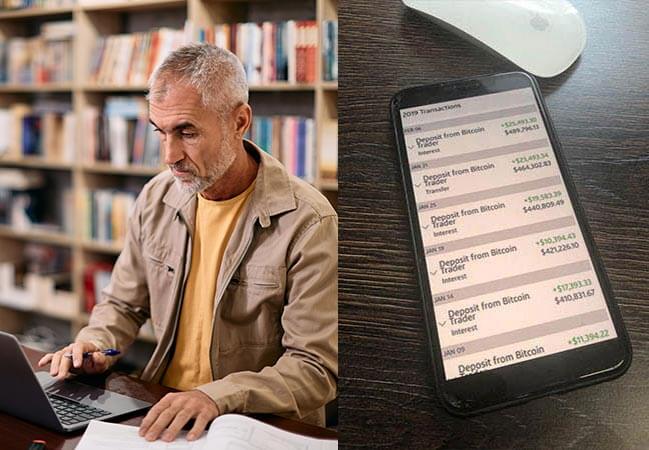 2019 Transactions
FEB 06
Deposit from Bitcoin +$25,493.30
Trader $489,796.13
Interest
JAN 31
Deposit from Bitcoin +$23,493.34
Trader $464,302.83
Transfer
JAN 25
Deposit from Bitcoin +$19,583.39
Trader $440,809.49
Interest
JAN 19
Deposit from Bitcoin +$10,394.43
Trader $421,226.10
Interest
JAN 14
Deposit from Bitcoin +$17,393.33
Trader $410,831.67
Interest
JAN 09
Deposit from Bitcoin +$11,394.22